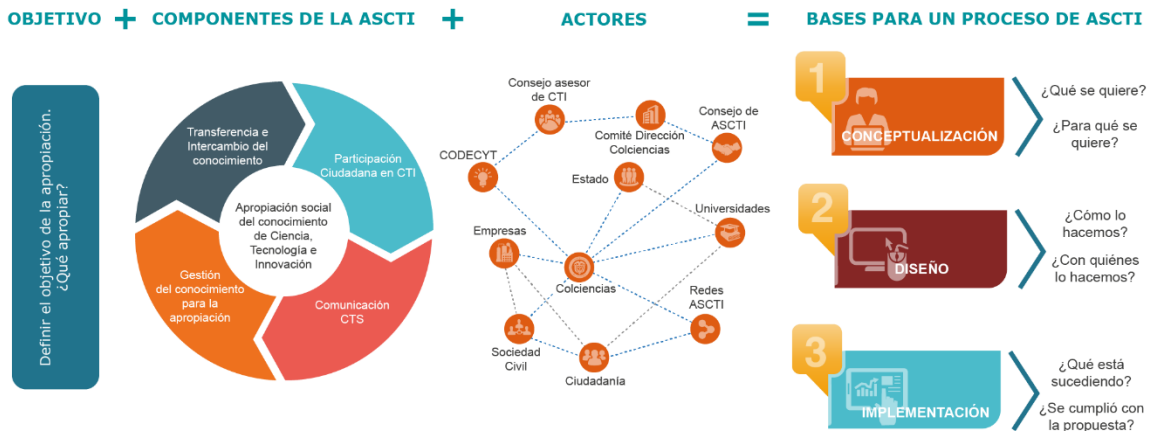 OBJETIVO + COMPONENTES DE LA ASCTI + ACTORES = BASES PARA UN PROCESO DE ASCTI
Definir el objetivo de la apropiación.
¿Qué apropiar?
Transferencia e
Intercambio del
conocimiento
Participación
Ciudadana en CTI
Apropiación social
del conocimiento
de Ciencia,
Tecnología e
Innovación
Gestión
del conocimiento
para la
apropiación
Comunicación
CTS
Consejo asesor
de CTI
Comité Dirección
Colciencias
Consejo de
ASCTI
CODECYT
Estado
Universidades
Empresas
Colciencias
Redes
ASCTI
Sociedad
Civil
Ciudadanía
1
CONCEPTUALIZACIÓN
¿Qué se quiere?
¿Para qué se
quiere?
2
DISEÑO
¿Cómo lo
hacemos?
¿Con quiénes
lo hacemos?
3
IMPLEMENTACIÓN
¿Qué está
sucediendo?
¿Se cumplió con
la propuesta?